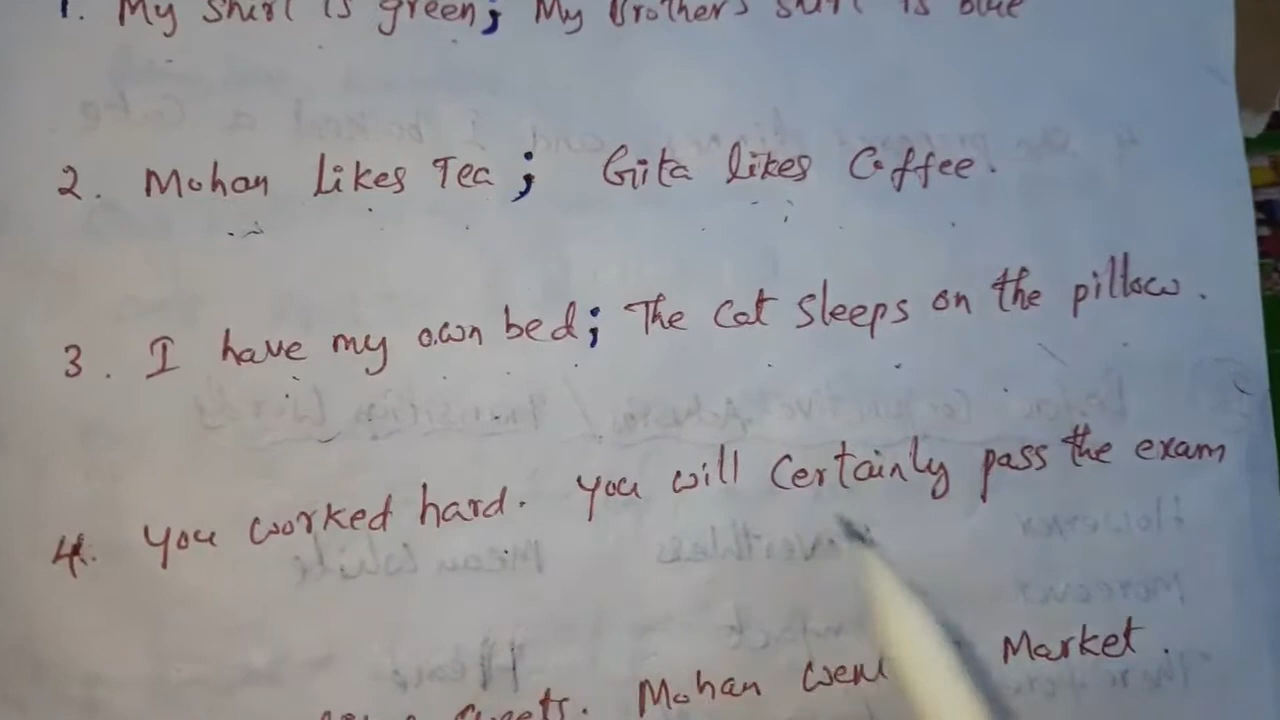 1. My shirt is green; My Brother's shirt is blue
2. Mohan likes Tea; Gita likes Coffee.
3. I have my own bed; The Cat sleeps on the pillow.
4. You worked hard. You will Certainly pass the exam
sweets. Mohan went Market.